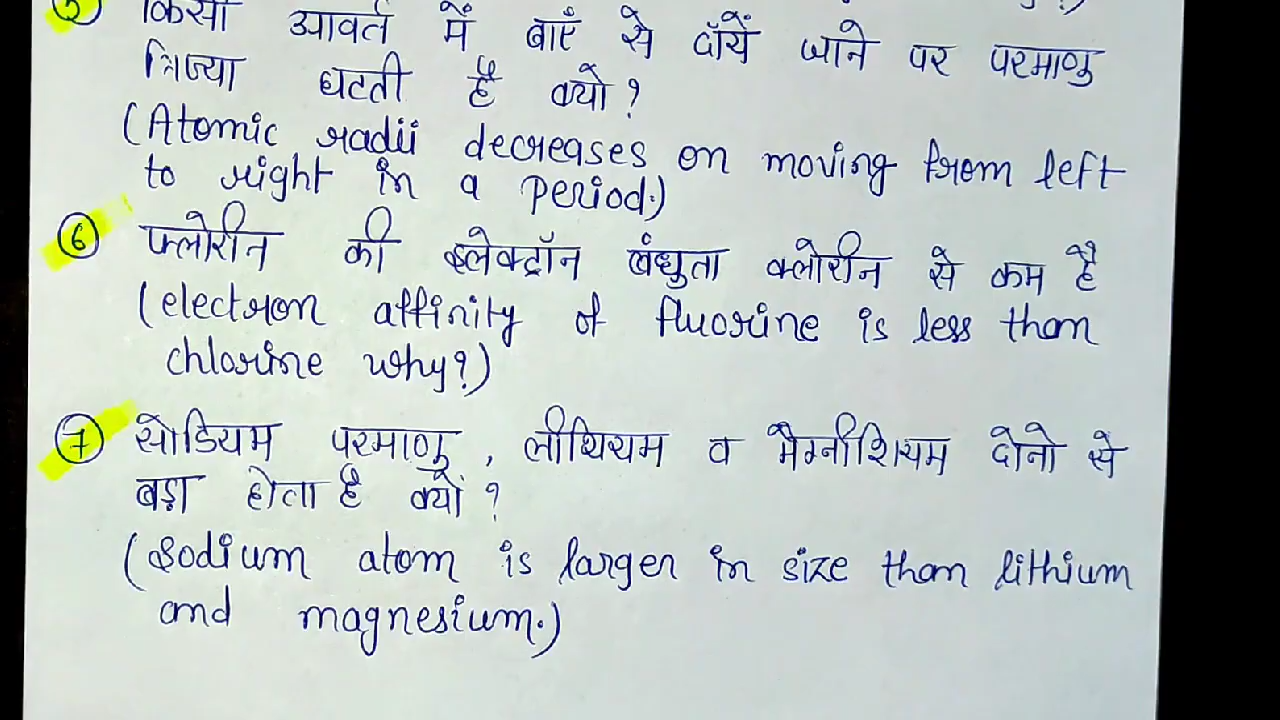 5 किसी आवर्त में बाएँ से दाँयें जाने पर परमाणु
त्रिज्या घटती है क्यो ?
(Atomic radii decreases on moving from left
to right in a period.)
6 फ्लोरीन की इलेक्ट्रॉन बंधुता क्लोरीन से कम है
(electron affinity of fluorine is less than
chlorine why?)
7 सोडियम परमाणु , लीथियम व मैग्नीशियम दोनो से
बड़ा होता है क्यों ?
(Sodium atom is larger in size than lithium
and magnesium.)